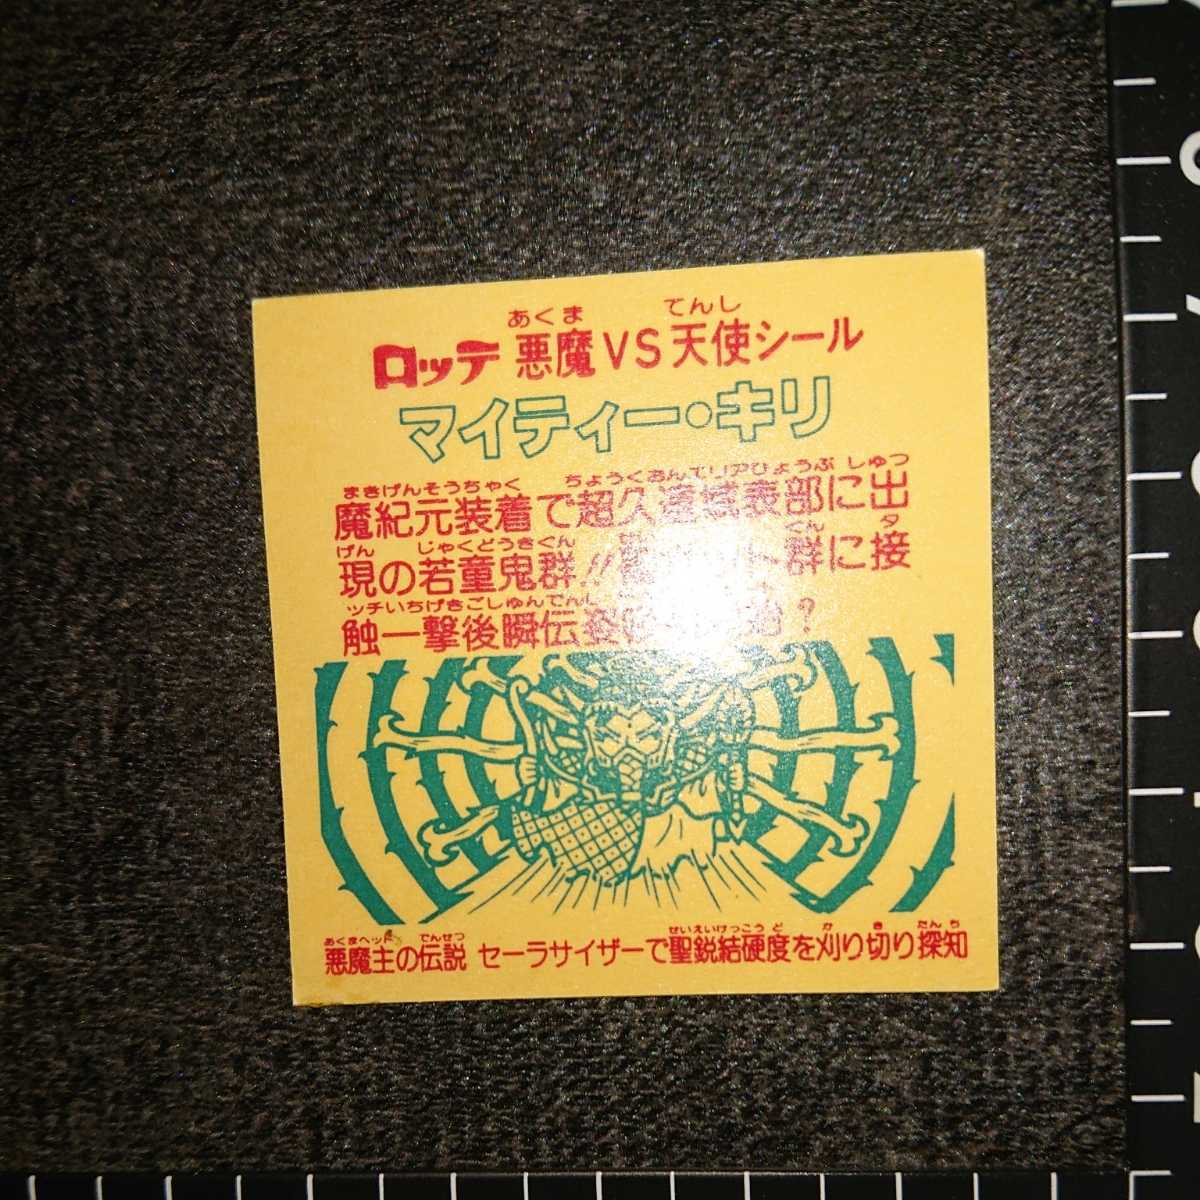 あくま てんし
ロッテ 悪魔VS天使シール
マイティー・キリ
まきげんそうちゃく ちょうくおんエリアひょうぶ しゅつ
魔紀元装着で超久遠域表部に出
げん じゃくどうきくん くん タ
現の若童鬼群!! 群に接
ッチいちげきごしゅんでんし
触一撃後瞬伝 ?
あくまヘッド でんせつ せいえいけっこうど か き たんち
悪魔主の伝説 セーラサイザーで聖鋭結硬度を刈り切り探知